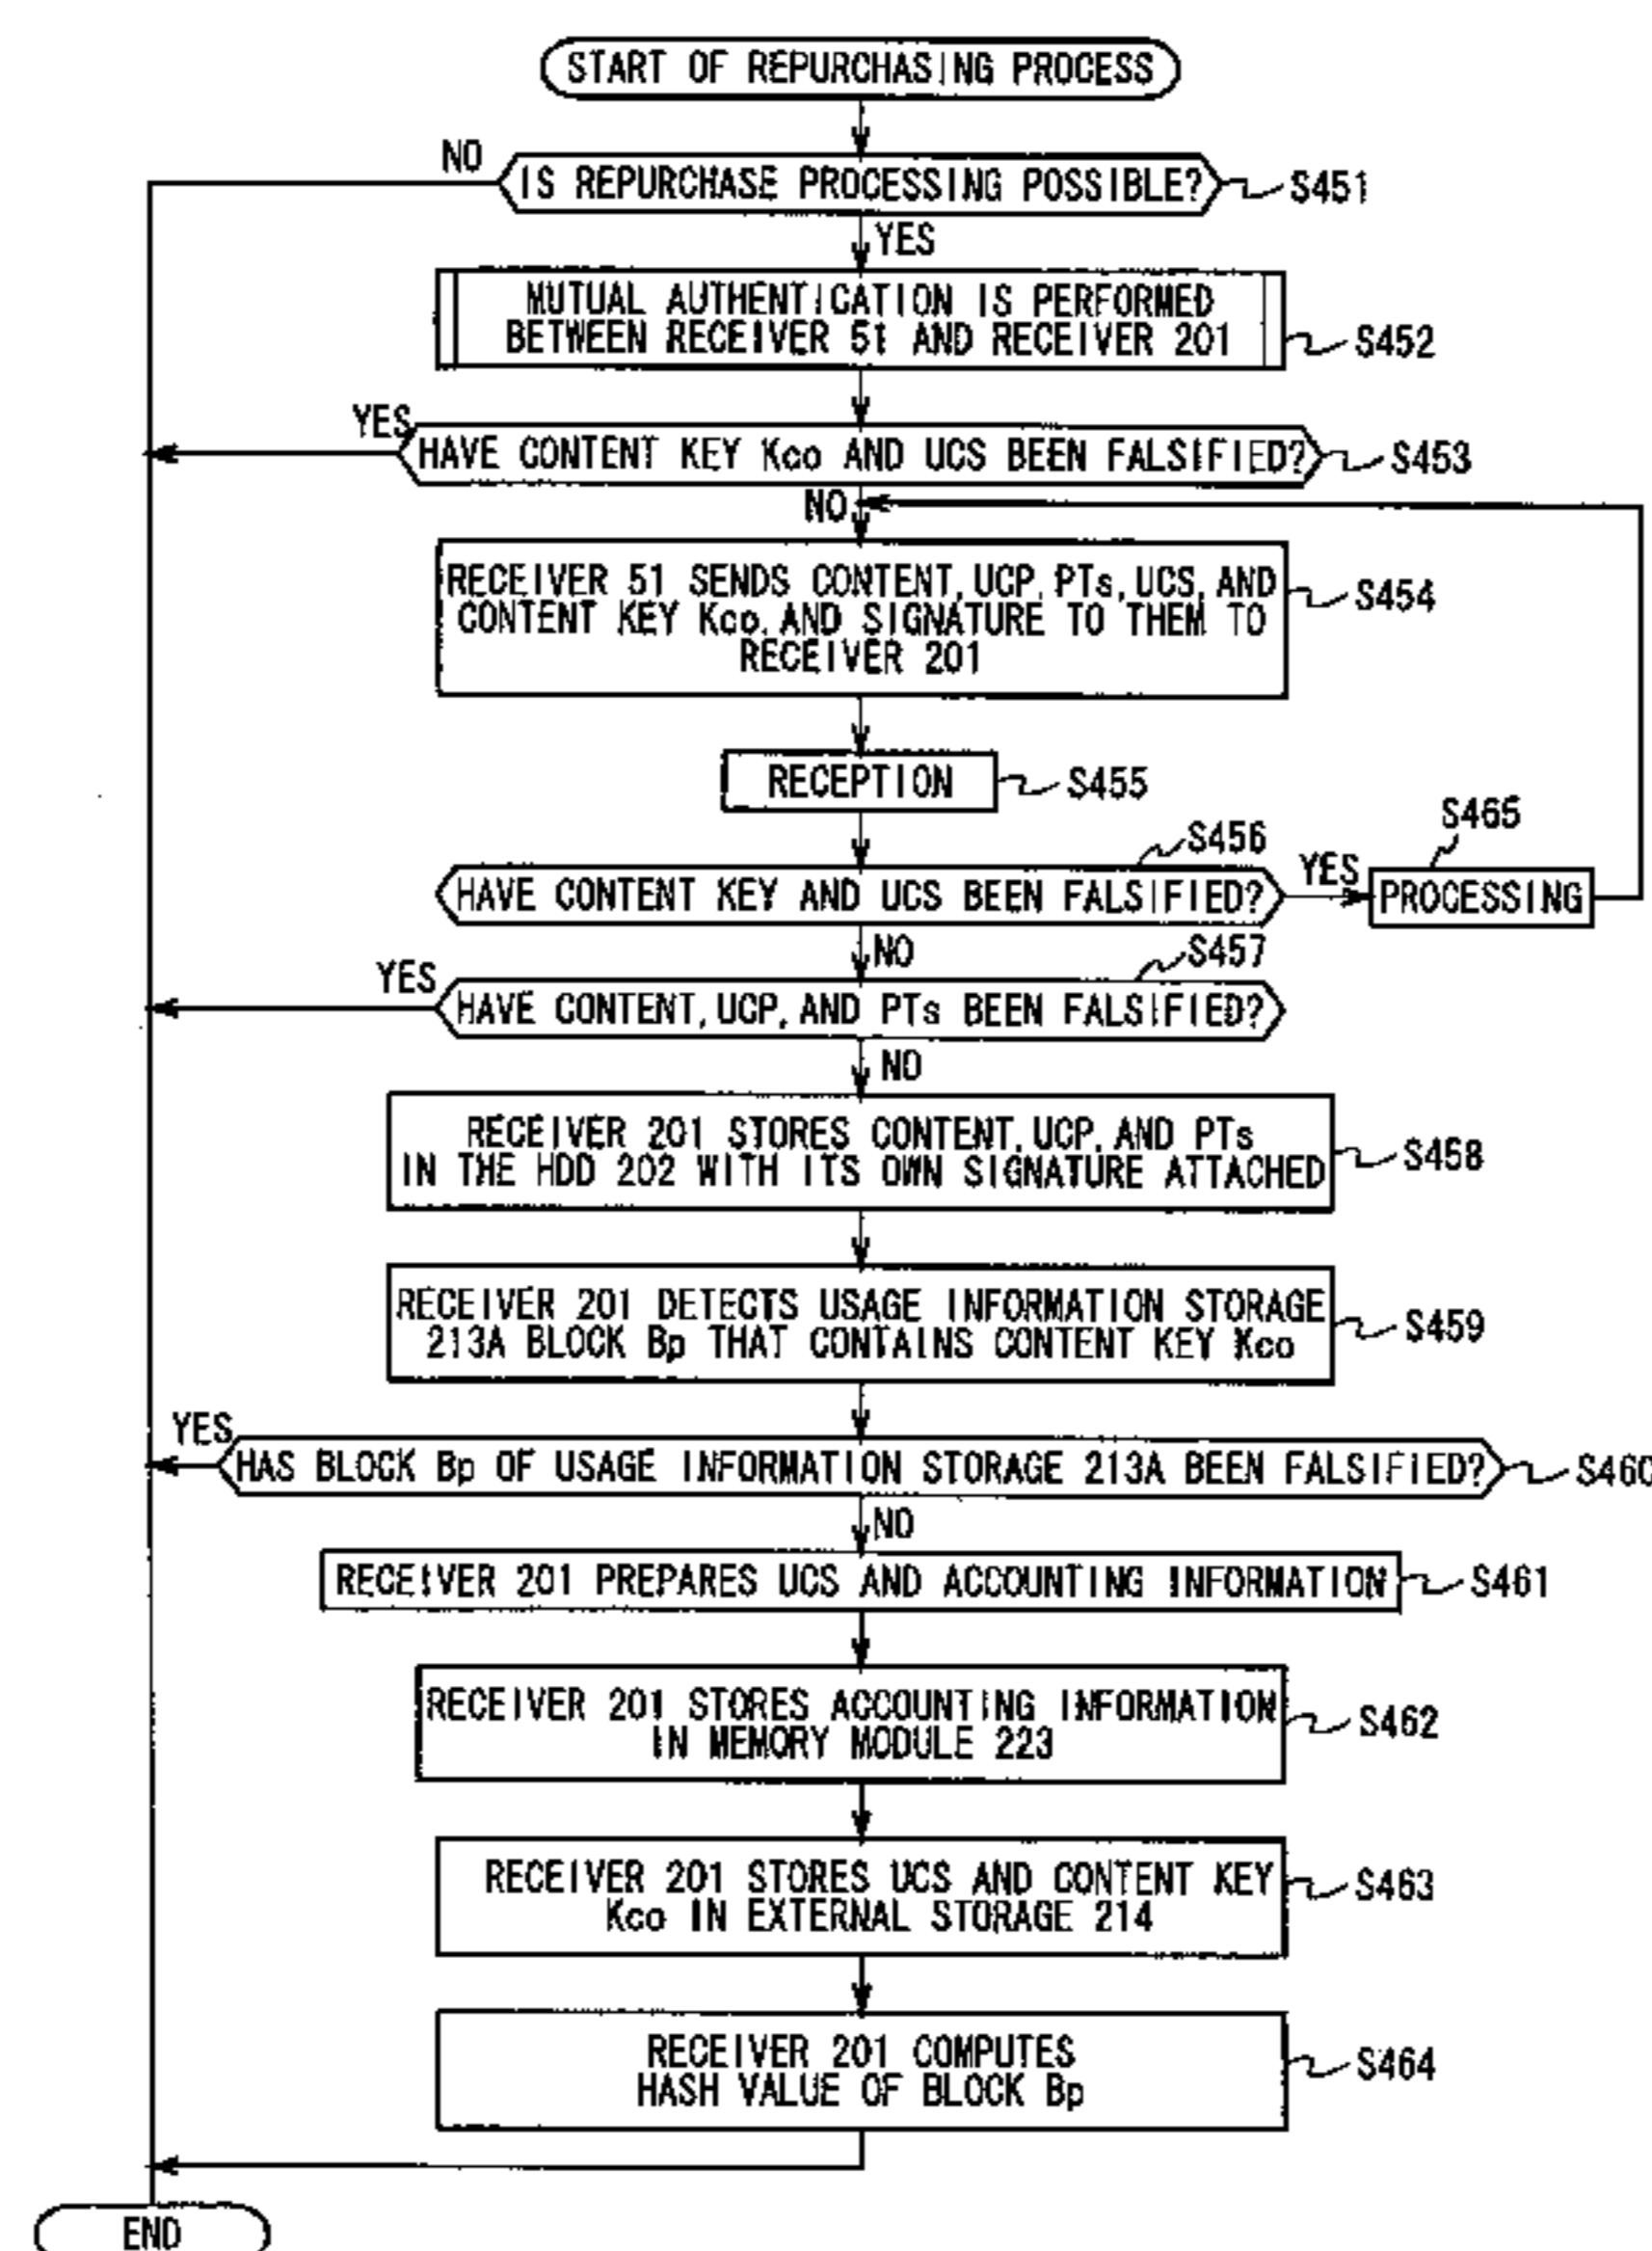 START OF REPURCHASING PROCESS
NO
IS REPURCHASE PROCESSING POSSIBLE?
S451
YES
MUTUAL AUTHENTICATION IS PERFORMED
BETWEEN RECEIVER 51 AND RECEIVER 201
S452
YES
HAVE CONTENT KEY Kco AND UCS BEEN FALSIFIED?
S453
NO
RECEIVER 51 SENDS CONTENT, UCP, PTs, UCS, AND
CONTENT KEY Kco, AND SIGNATURE TO THEM TO
RECEIVER 201
S454
RECEPTION
S455
S456
HAVE CONTENT KEY AND UCS BEEN FALSIFIED?
YES
S465
PROCESSING
NO
S457
YES
HAVE CONTENT, UCP, AND PTs BEEN FALSIFIED?
NO
RECEIVER 201 STORES CONTENT, UCP, AND PTs
IN THE HDD 202 WITH ITS OWN SIGNATURE ATTACHED
S458
RECEIVER 201 DETECTS USAGE INFORMATION STORAGE
213A BLOCK Bp THAT CONTAINS CONTENT KEY Kco
S459
YES
HAS BLOCK Bp OF USAGE INFORMATION STORAGE 213A BEEN FALSIFIED?
S460
NO
RECEIVER 201 PREPARES UCS AND ACCOUNTING INFORMATION
S461
RECEIVER 201 STORES ACCOUNTING INFORMATION
IN MEMORY MODULE 223
S462
RECEIVER 201 STORES UCS AND CONTENT KEY
Kco IN EXTERNAL STORAGE 214
S463
RECEIVER 201 COMPUTES
HASH VALUE OF BLOCK Bp
S464
END